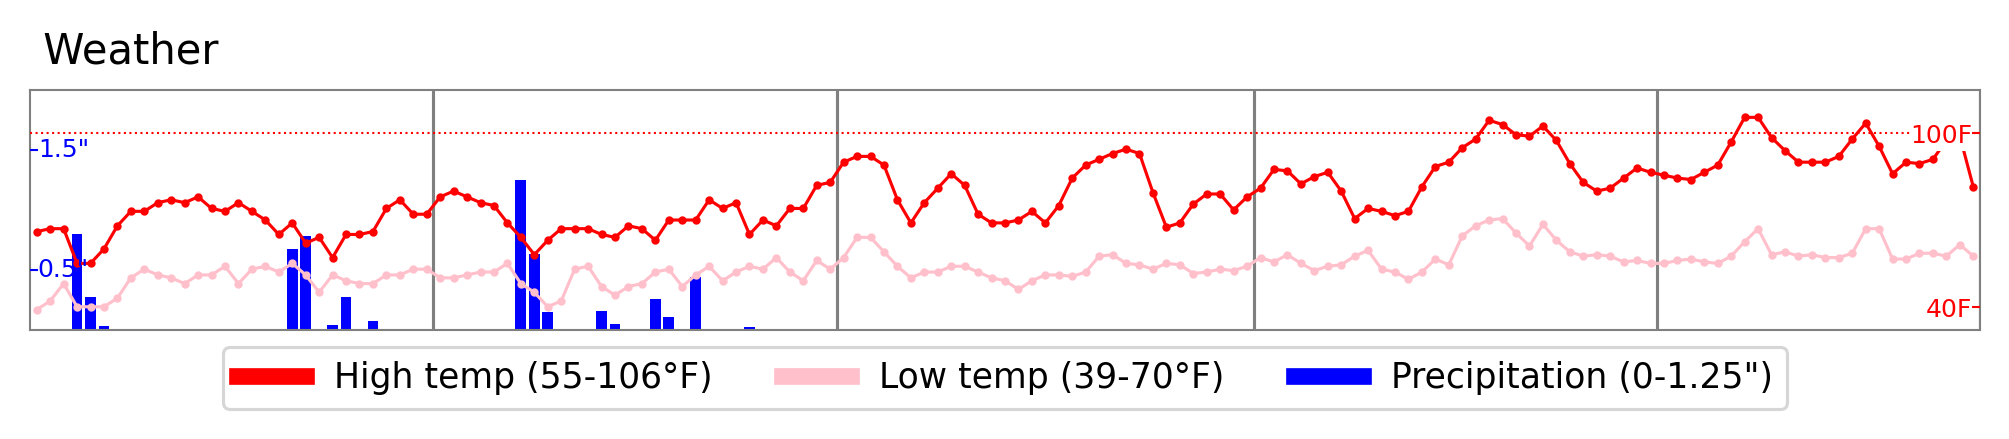 Weather
1.5"
100F
0.5"
40F
High temp (55-106°F) Low temp (39-70°F) Precipitation (0-1.25")